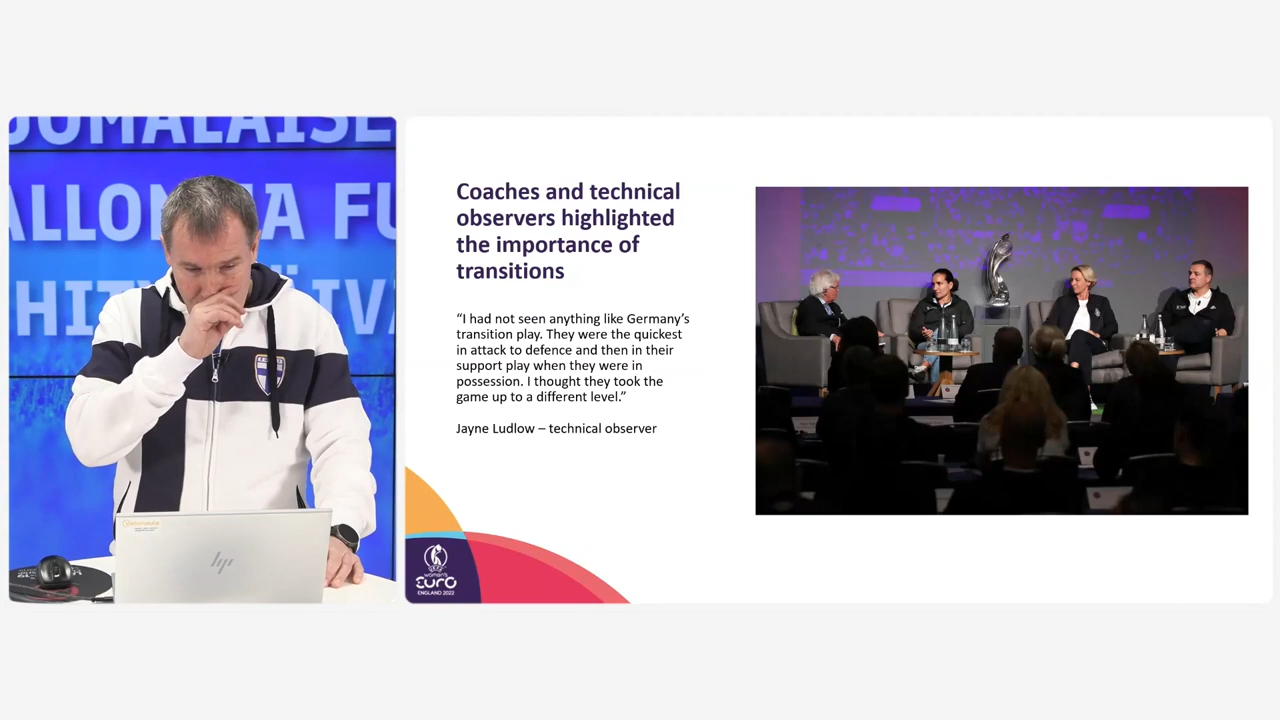 Coaches and technical
observers highlighted
the importance of
transitions
“I had not seen anything like Germany’s
transition play. They were the quickest
in attack to defence and then in their
support play when they were in
possession. I thought they took the
game up to a different level.”
Jayne Ludlow – technical observer
WOMEN'S
EURO
ENGLAND 2022
hp